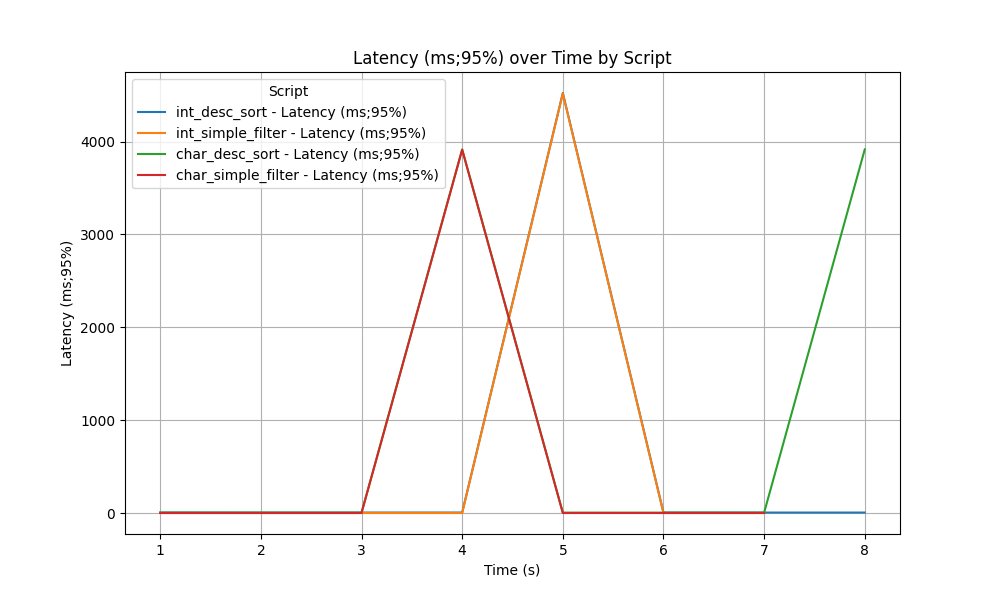 Latency (ms;95%) over Time by Script
Script
int_desc_sort - Latency (ms;95%)
int_simple_filter - Latency (ms;95%)
char_desc_sort - Latency (ms;95%)
char_simple_filter - Latency (ms;95%)
Latency (ms;95%)
4000
3000
2000
1000
0
1 2 3 4 5 6 7 8
Time (s)